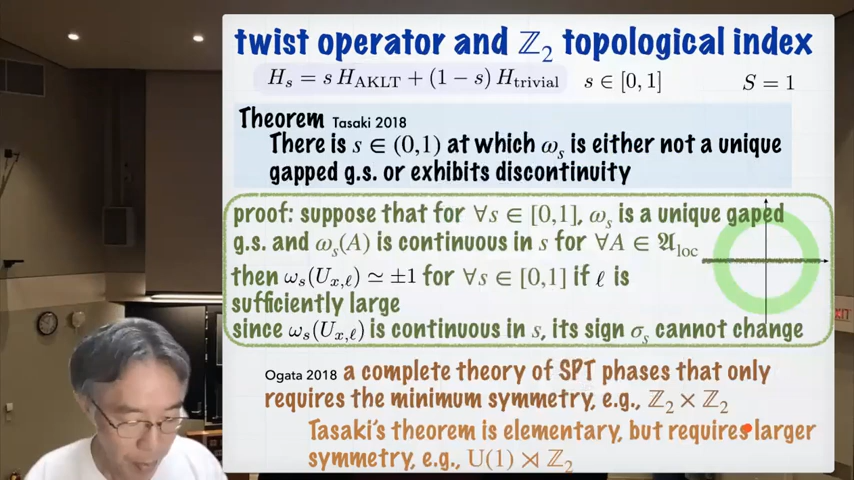 twist operator and ℤ₂ topological index
H_s = s H_AKLT + (1 − s) H_trivial s ∈ [0, 1] S = 1
Theorem Tasaki 2018
There is s ∈ (0,1) at which ω_s is either not a unique
gapped g.s. or exhibits discontinuity
proof: suppose that for ∀s ∈ [0,1], ω_s is a unique gaped
g.s. and ω_s(A) is continuous in s for ∀A ∈ 𝔄_loc
then ω_s(U_{x,ℓ}) ≃ ±1 for ∀s ∈ [0,1] if ℓ is
sufficiently large
since ω_s(U_{x,ℓ}) is continuous in s, its sign σ_s cannot change
Ogata 2018 a complete theory of SPT phases that only
requires the minimum symmetry, e.g., ℤ₂ × ℤ₂
Tasaki's theorem is elementary, but requires larger
symmetry, e.g., U(1) ⋊ ℤ₂